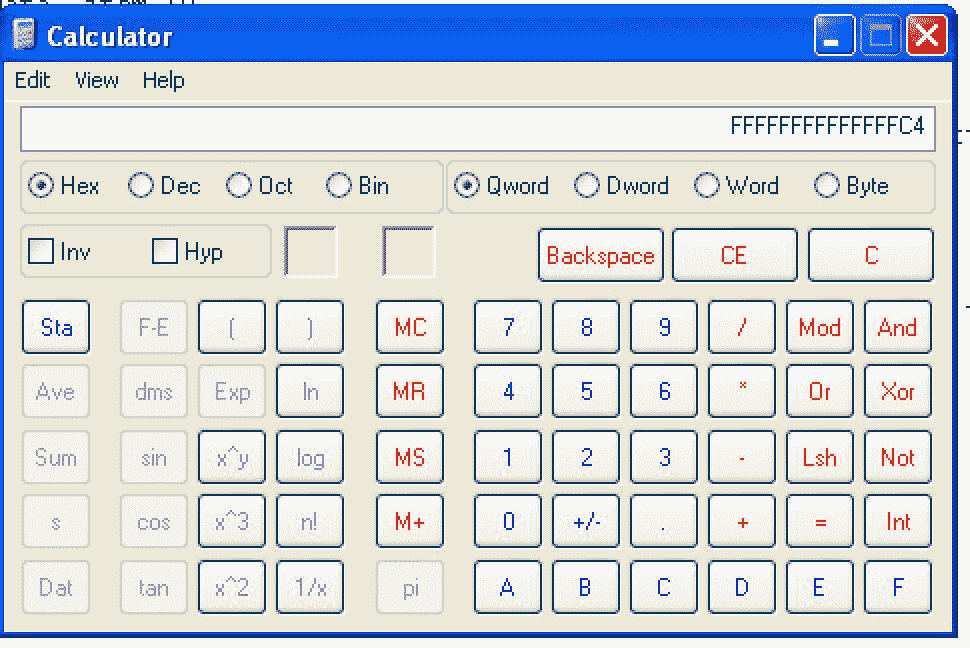 Calculator
Edit View Help
FFFFFFFFFFFFFFC4
Hex Dec Oct Bin Qword Dword Word Byte
Inv Hyp Backspace CE C
Sta F-E ( ) MC 7 8 9 / Mod And
Ave dms Exp ln MR 4 5 6 * Or Xor
Sum sin x^y log MS 1 2 3 - Lsh Not
s cos x^3 n! M+ 0 +/- . + = Int
Dat tan x^2 1/x pi A B C D E F